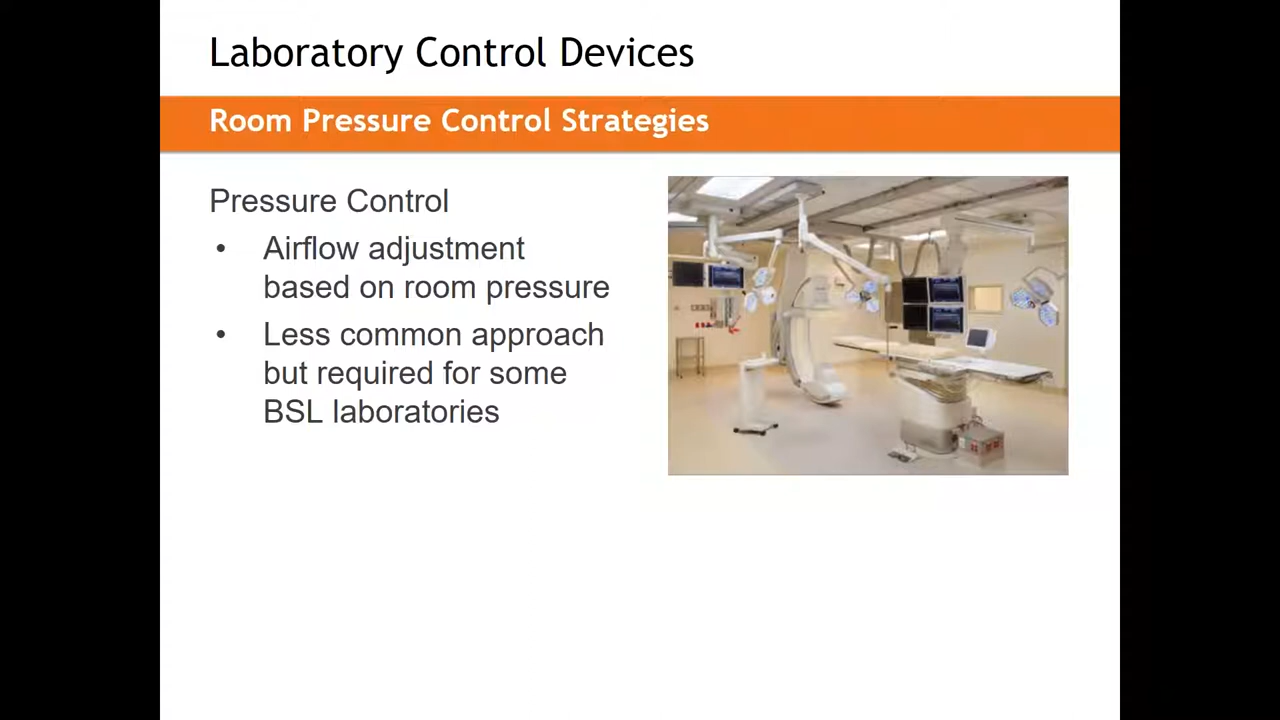 Laboratory Control Devices
Room Pressure Control Strategies
Pressure Control
• Airflow adjustment
based on room pressure
• Less common approach
but required for some
BSL laboratories